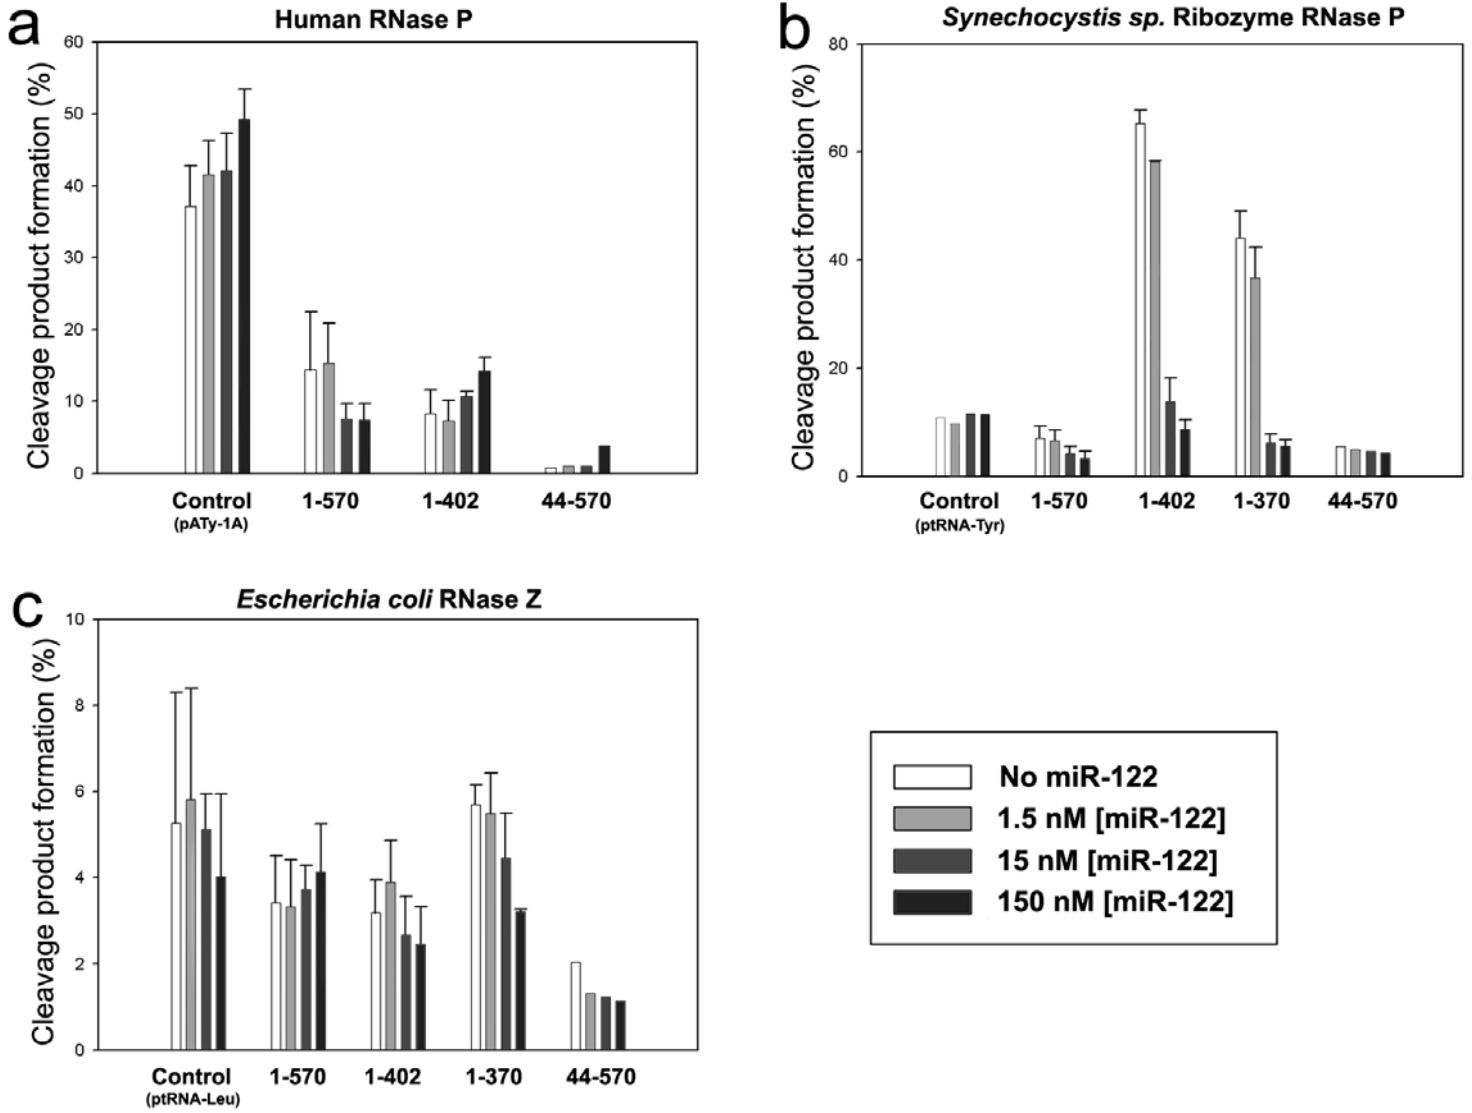 a
Human RNase P
Cleavage product formation (%)
60
50
40
30
20
10
0
Control
(pATy-1A)
1-570
1-402
44-570
b
Synechocystis sp. Ribozyme RNase P
Cleavage product formation (%)
80
60
40
20
0
Control
(ptRNA-Tyr)
1-570
1-402
1-370
44-570
c
Escherichia coli RNase Z
Cleavage product formation (%)
10
8
6
4
2
0
Control
(ptRNA-Leu)
1-570
1-402
1-370
44-570
No miR-122
1.5 nM [miR-122]
15 nM [miR-122]
150 nM [miR-122]